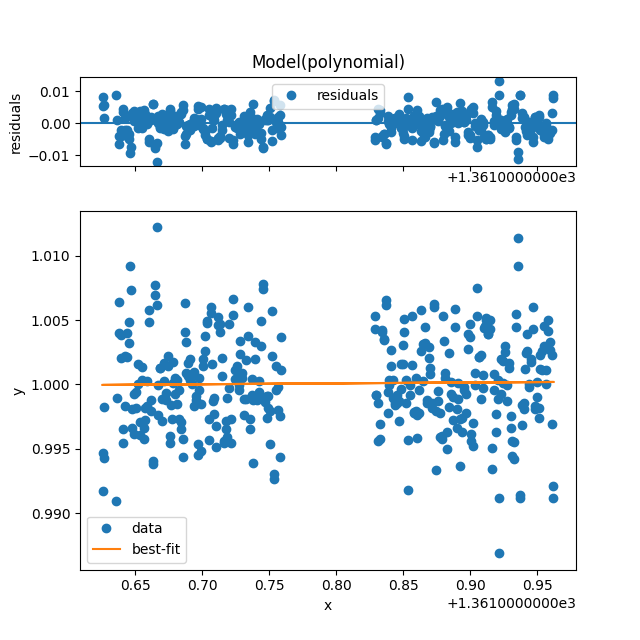 Model(polynomial)
0.01
0.00
−0.01
residuals
residuals
+1.3610000000e3
1.010
1.005
1.000
0.995
0.990
y
data
best-fit
0.65 0.70 0.75 0.80 0.85 0.90 0.95
x
+1.3610000000e3